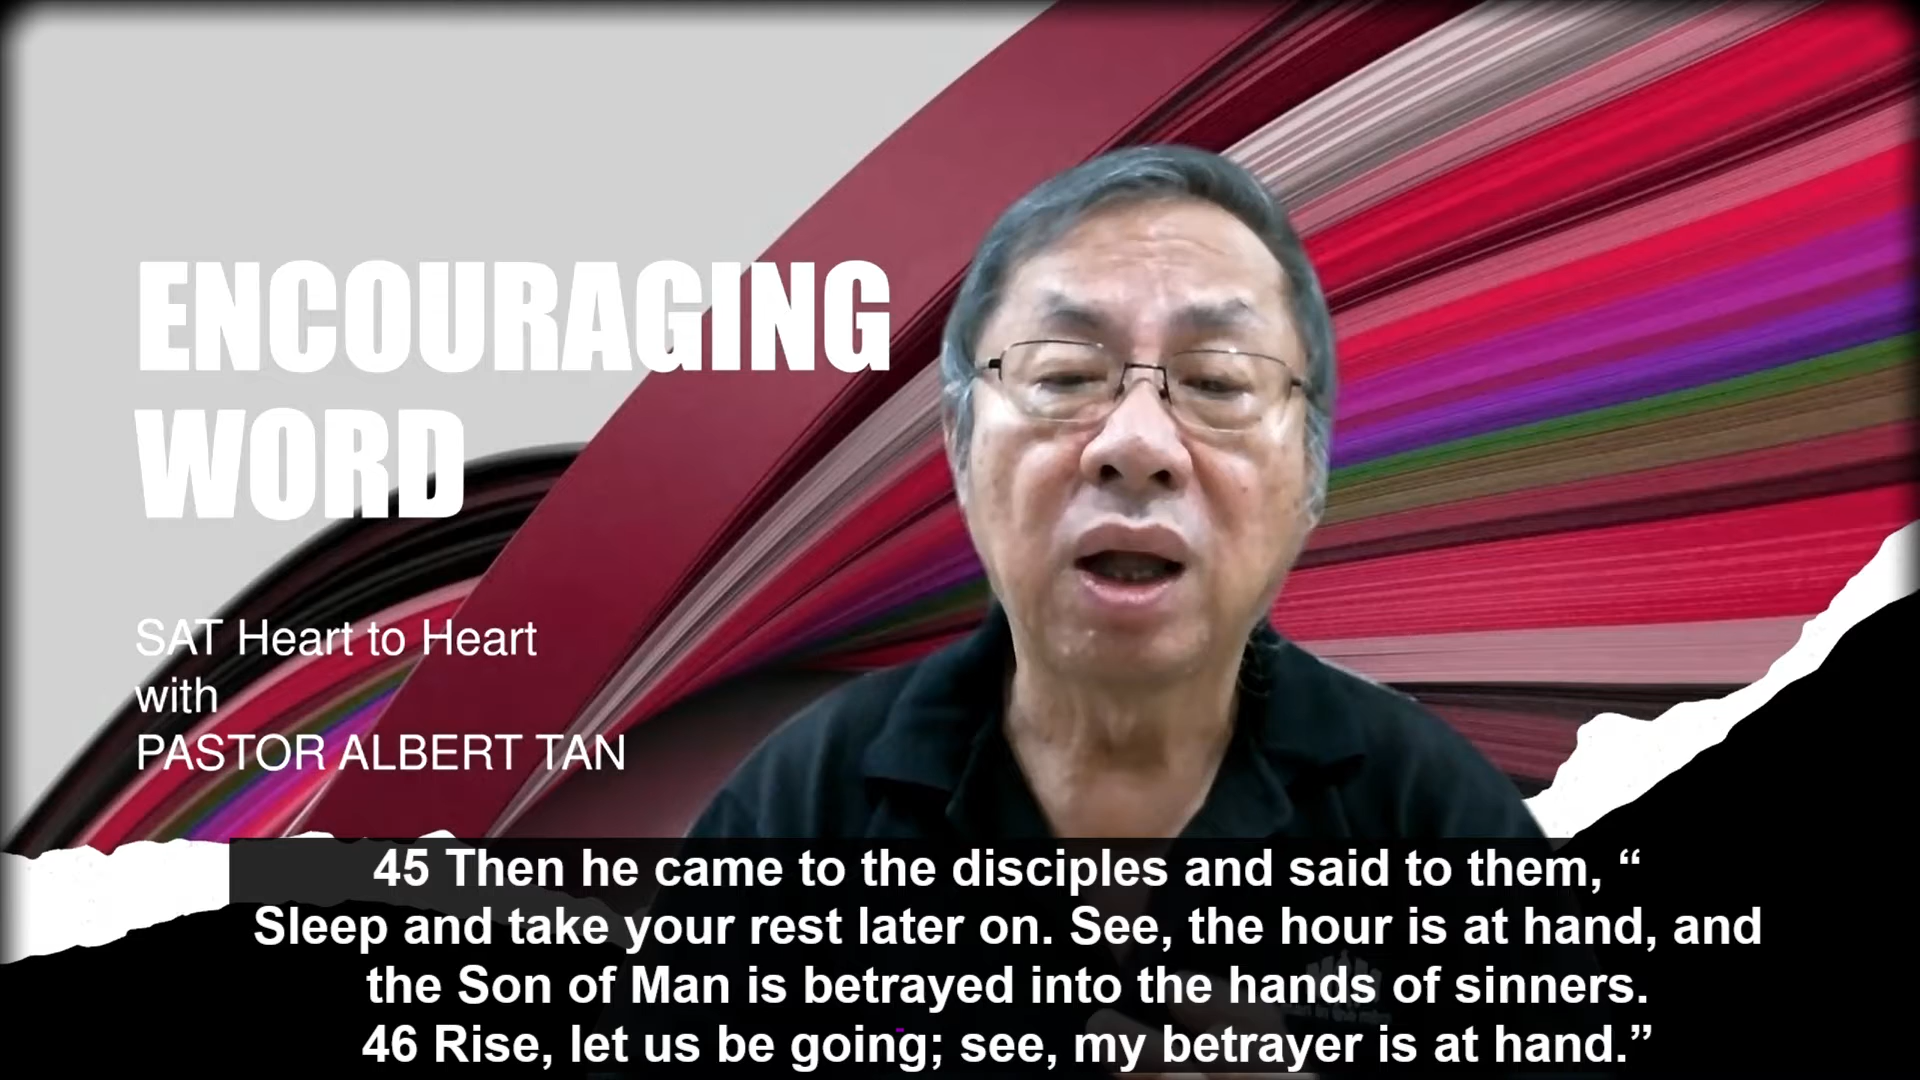 ENCOURAGING
WORD
SAT Heart to Heart
with
PASTOR ALBERT TAN
45 Then he came to the disciples and said to them, “
Sleep and take your rest later on. See, the hour is at hand, and
the Son of Man is betrayed into the hands of sinners.
46 Rise, let us be going; see, my betrayer is at hand.”